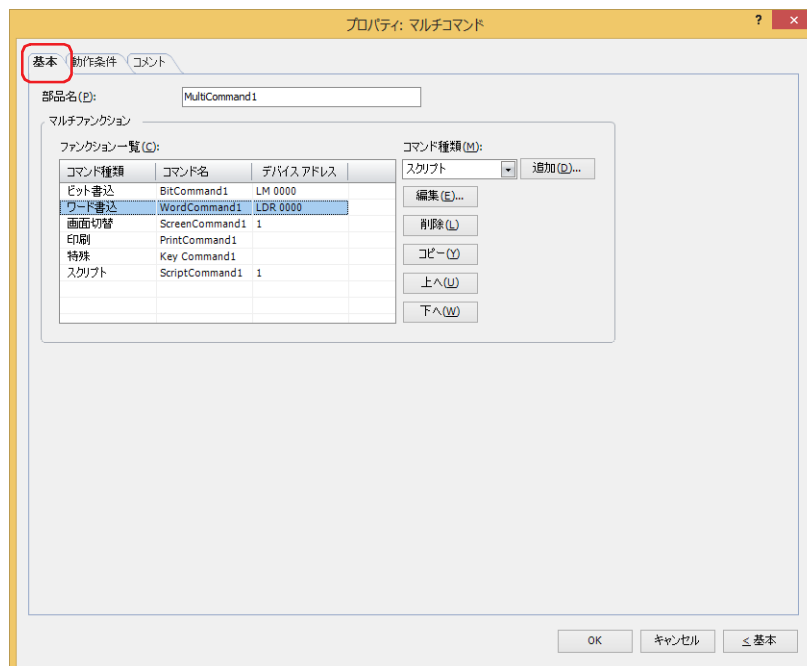 プロパティ: マルチコマンド ? ×
基本 動作条件 コメント
部品名(P): MultiCommand1
マルチファンクション
ファンクション一覧(C): コマンド種類(M):
コマンド種類 コマンド名 デバイス アドレス スクリプト 追加(D)...
ビット書込 BitCommand1 LM 0000 編集(E)...
ワード書込 WordCommand1 LDR 0000
画面切替 ScreenCommand1 1 削除(L)
印刷 PrintCommand1
特殊 Key Command1 コピー(Y)
スクリプト ScriptCommand1 1
上へ(U)
下へ(W)
OK キャンセル < 基本